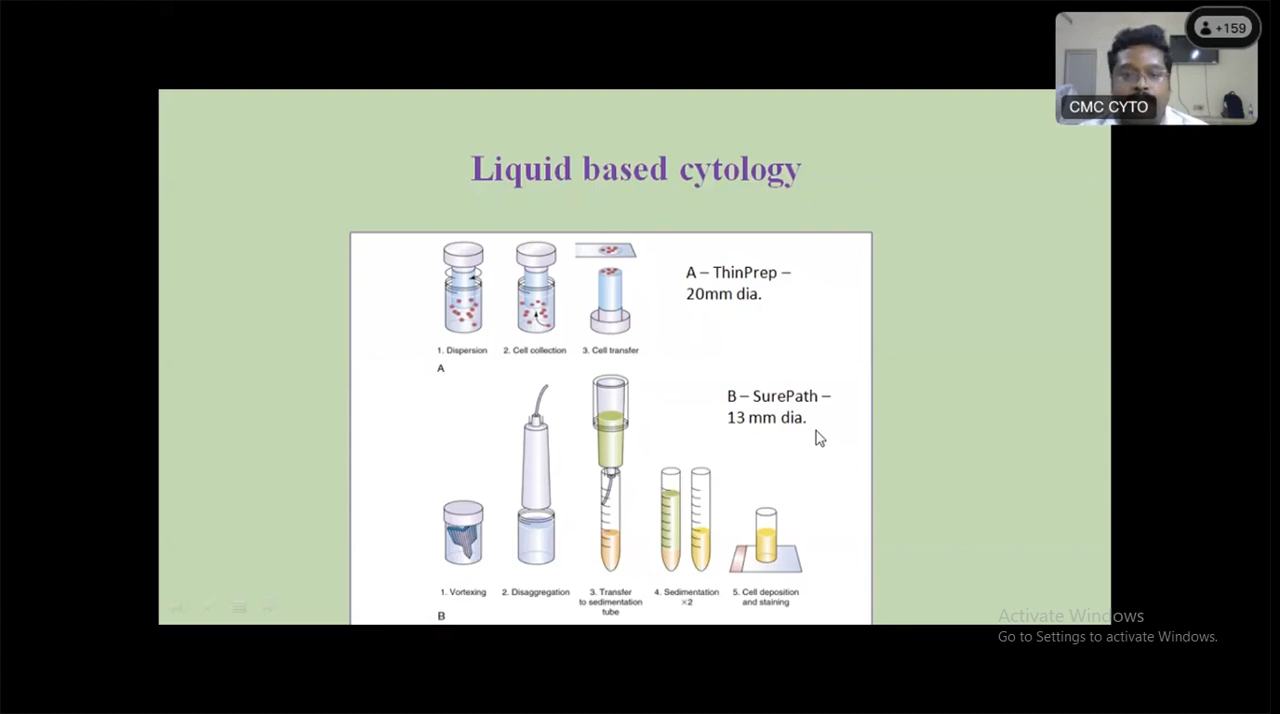 +159
CMC CYTO
Liquid based cytology
A – ThinPrep –
20mm dia.
1. Dispersion
2. Cell collection
3. Cell transfer
A
B – SurePath –
13 mm dia.
1. Vortexing
2. Disaggregation
3. Transfer
to sedimentation
tube
4. Sedimentation
×2
5. Cell deposition
and staining
B
Activate Windows
Go to Settings to activate Windows.